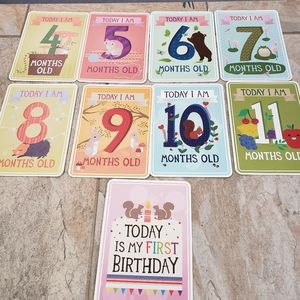 TODAY I AM
4
MONTHS OLD
TODAY I AM
5
MONTHS OLD
TODAY I AM
6
MONTHS OLD
TODAY I AM
7
MONTHS OLD
TODAY I AM
8
MONTHS OLD
TODAY I AM
9
MONTHS OLD
TODAY I AM
10
MONTHS OLD
TODAY I AM
11
MONTHS OLD
TODAY
IS MY FIRST
BIRTHDAY